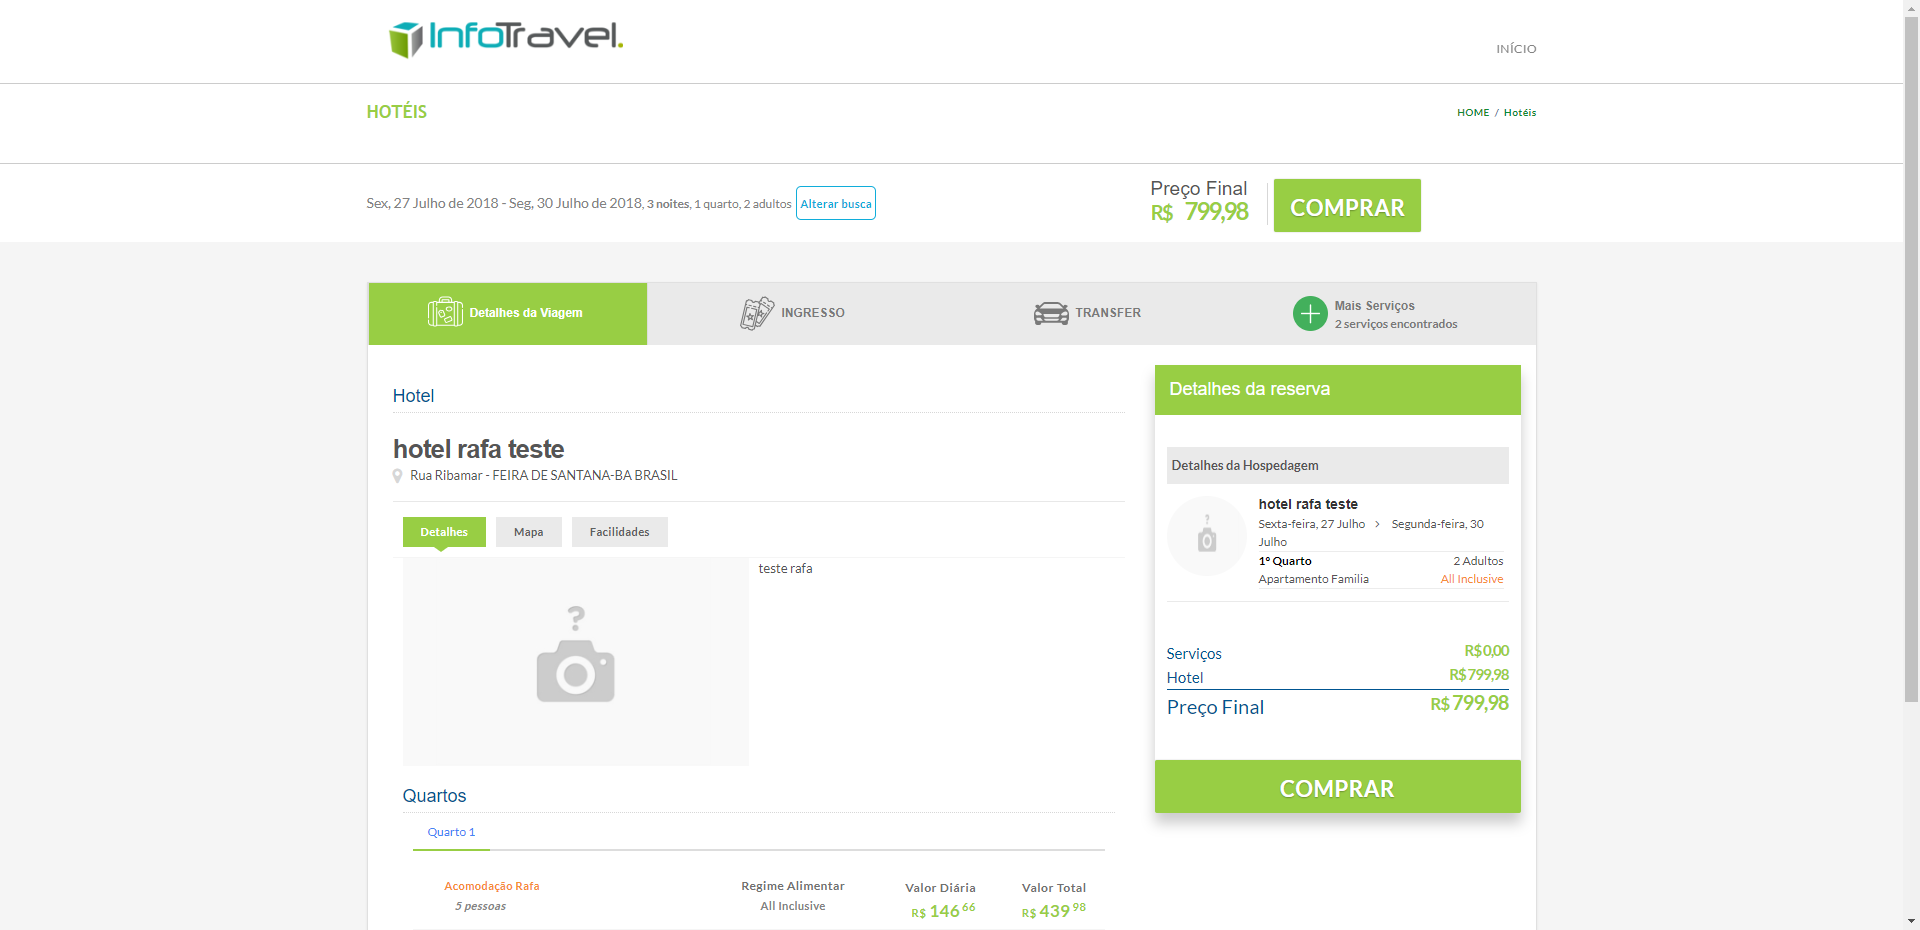 InfoTravel.
INÍCIO
HOTÉIS
HOME / Hotéis
Sex, 27 Julho de 2018 - Seg, 30 Julho de 2018, 3 noites, 1 quarto, 2 adultos Alterar busca
Preço Final
R$ 799,98
COMPRAR
Detalhes da Viagem
INGRESSO
TRANSFER
Mais Serviços
2 serviços encontrados
Hotel
hotel rafa teste
Rua Ribamar - FEIRA DE SANTANA-BA BRASIL
Detalhes Mapa Facilidades
teste rafa
?
Quartos
Quarto 1
Acomodação Rafa
5 pessoas
Regime Alimentar
All Inclusive
Valor Diária
R$ 146 66
Valor Total
R$ 439 98
Detalhes da reserva
Detalhes da Hospedagem
?
hotel rafa teste
Sexta-feira, 27 Julho > Segunda-feira, 30
Julho
1º Quarto 2 Adultos
Apartamento Familia All Inclusive
Serviços R$0,00
Hotel R$799,98
Preço Final R$799,98
COMPRAR